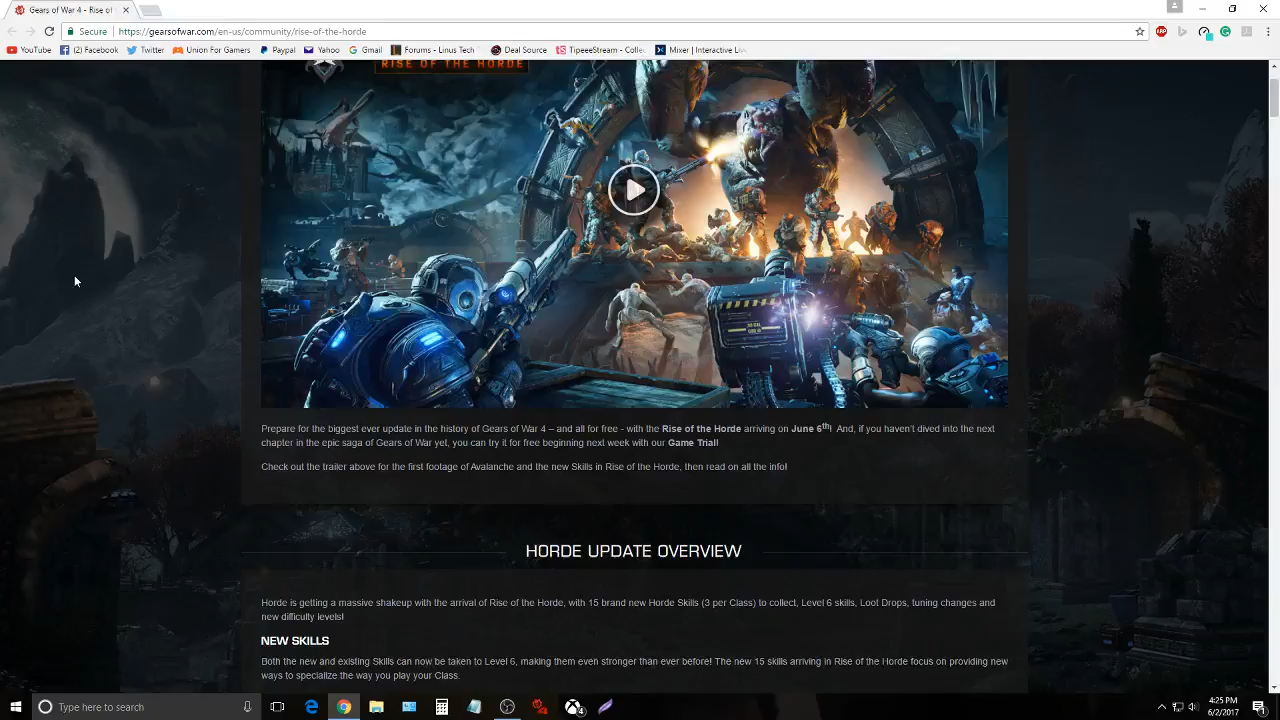 Gears of War 4 - Rise of
Secure https://gearsofwar.com/en-us/community/rise-of-the-horde
YouTube (2) Facebook Twitter Union For Gamers Paypal Yahoo Gmail Forums - Linus Tech Deal Source TipeeeStream - Colle Mixer | Interactive Liv
RISE OF THE HORDE
Prepare for the biggest ever update in the history of Gears of War 4 – and all for free - with the Rise of the Horde arriving on June 6th! And, if you haven't dived into the next
chapter in the epic saga of Gears of War yet, you can try it for free beginning next week with our Game Trial!
Check out the trailer above for the first footage of Avalanche and the new Skills in Rise of the Horde, then read on all the info!
HORDE UPDATE OVERVIEW
Horde is getting a massive shakeup with the arrival of Rise of the Horde, with 15 brand new Horde Skills (3 per Class) to collect, Level 6 skills, Loot Drops, tuning changes and
new difficulty levels!
NEW SKILLS
Both the new and existing Skills can now be taken to Level 6, making them even stronger than ever before! The new 15 skills arriving in Rise of the Horde focus on providing new
ways to specialize the way you play your Class.
Type here to search
4:25 PM
6/2/2017